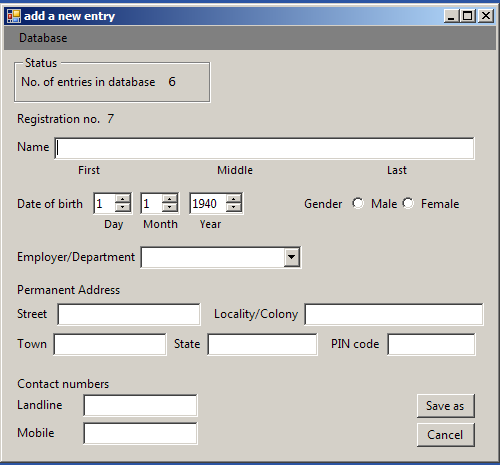 add a new entry
Database
Status
No. of entries in database 6
Registration no. 7
Name
First Middle Last
Date of birth 1 1 1940 Gender Male Female
Day Month Year
Employer/Department
Permanent Address
Street Locality/Colony
Town State PIN code
Contact numbers
Landline Save as
Mobile Cancel